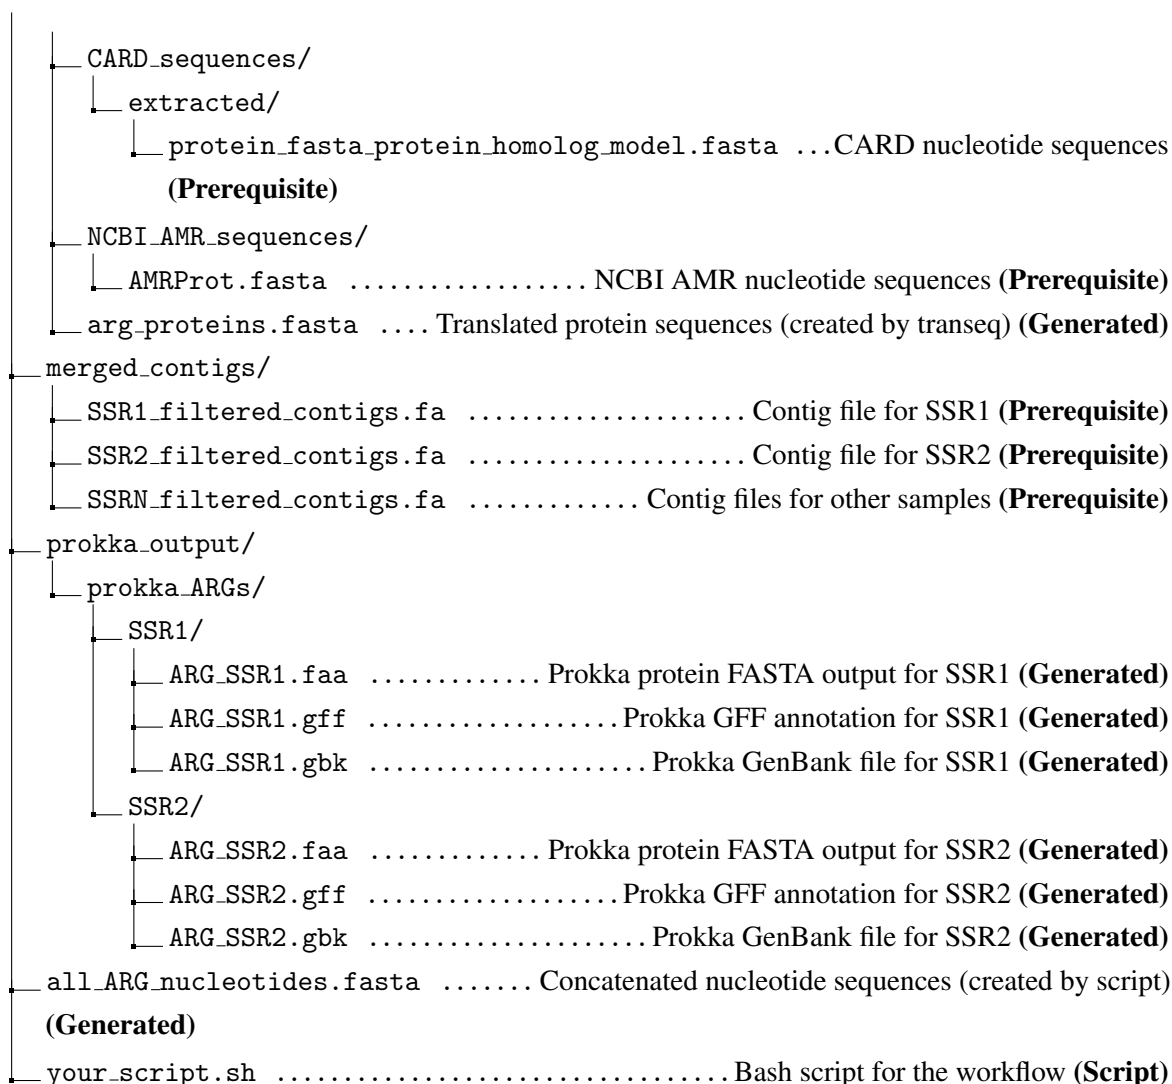 CARD_sequences/
extracted/
protein_fasta_protein_homolog_model.fasta ...CARD nucleotide sequences
(Prerequisite)
NCBI_AMR_sequences/
AMRProt.fasta .................. NCBI AMR nucleotide sequences (Prerequisite)
arg_proteins.fasta .... Translated protein sequences (created by transeq) (Generated)
merged_contigs/
SSR1_filtered_contigs.fa ..................... Contig file for SSR1 (Prerequisite)
SSR2_filtered_contigs.fa ..................... Contig file for SSR2 (Prerequisite)
SSRN_filtered_contigs.fa ............. Contig files for other samples (Prerequisite)
prokka_output/
prokka_ARGs/
SSR1/
ARG_SSR1.faa ............. Prokka protein FASTA output for SSR1 (Generated)
ARG_SSR1.gff ................... Prokka GFF annotation for SSR1 (Generated)
ARG_SSR1.gbk ..................... Prokka GenBank file for SSR1 (Generated)
SSR2/
ARG_SSR2.faa ............. Prokka protein FASTA output for SSR2 (Generated)
ARG_SSR2.gff ................... Prokka GFF annotation for SSR2 (Generated)
ARG_SSR2.gbk ..................... Prokka GenBank file for SSR2 (Generated)
all_ARG_nucleotides.fasta ....... Concatenated nucleotide sequences (created by script)
(Generated)
your_script.sh .................................. Bash script for the workflow (Script)